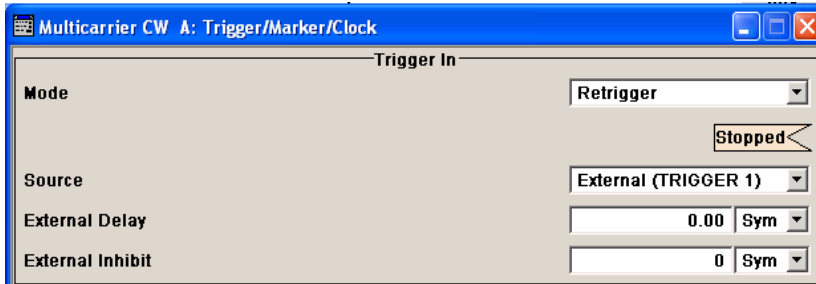 Multicarrier CW A: Trigger/Marker/Clock
Trigger In
Mode Retrigger
Stopped
Source External (TRIGGER 1)
External Delay 0.00 Sym
External Inhibit 0 Sym